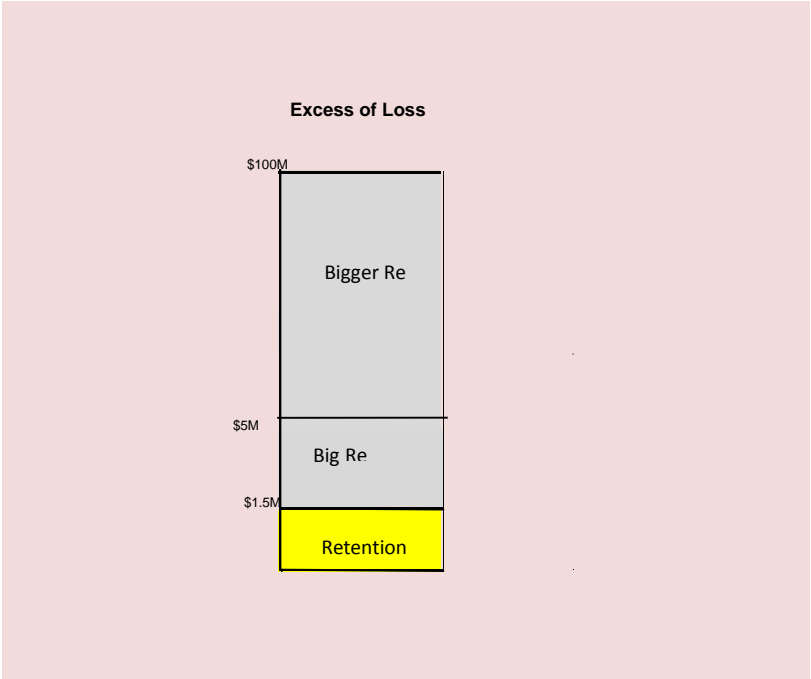 Excess of Loss
$100M
Bigger Re
$5M
Big Re
$1.5M
Retention